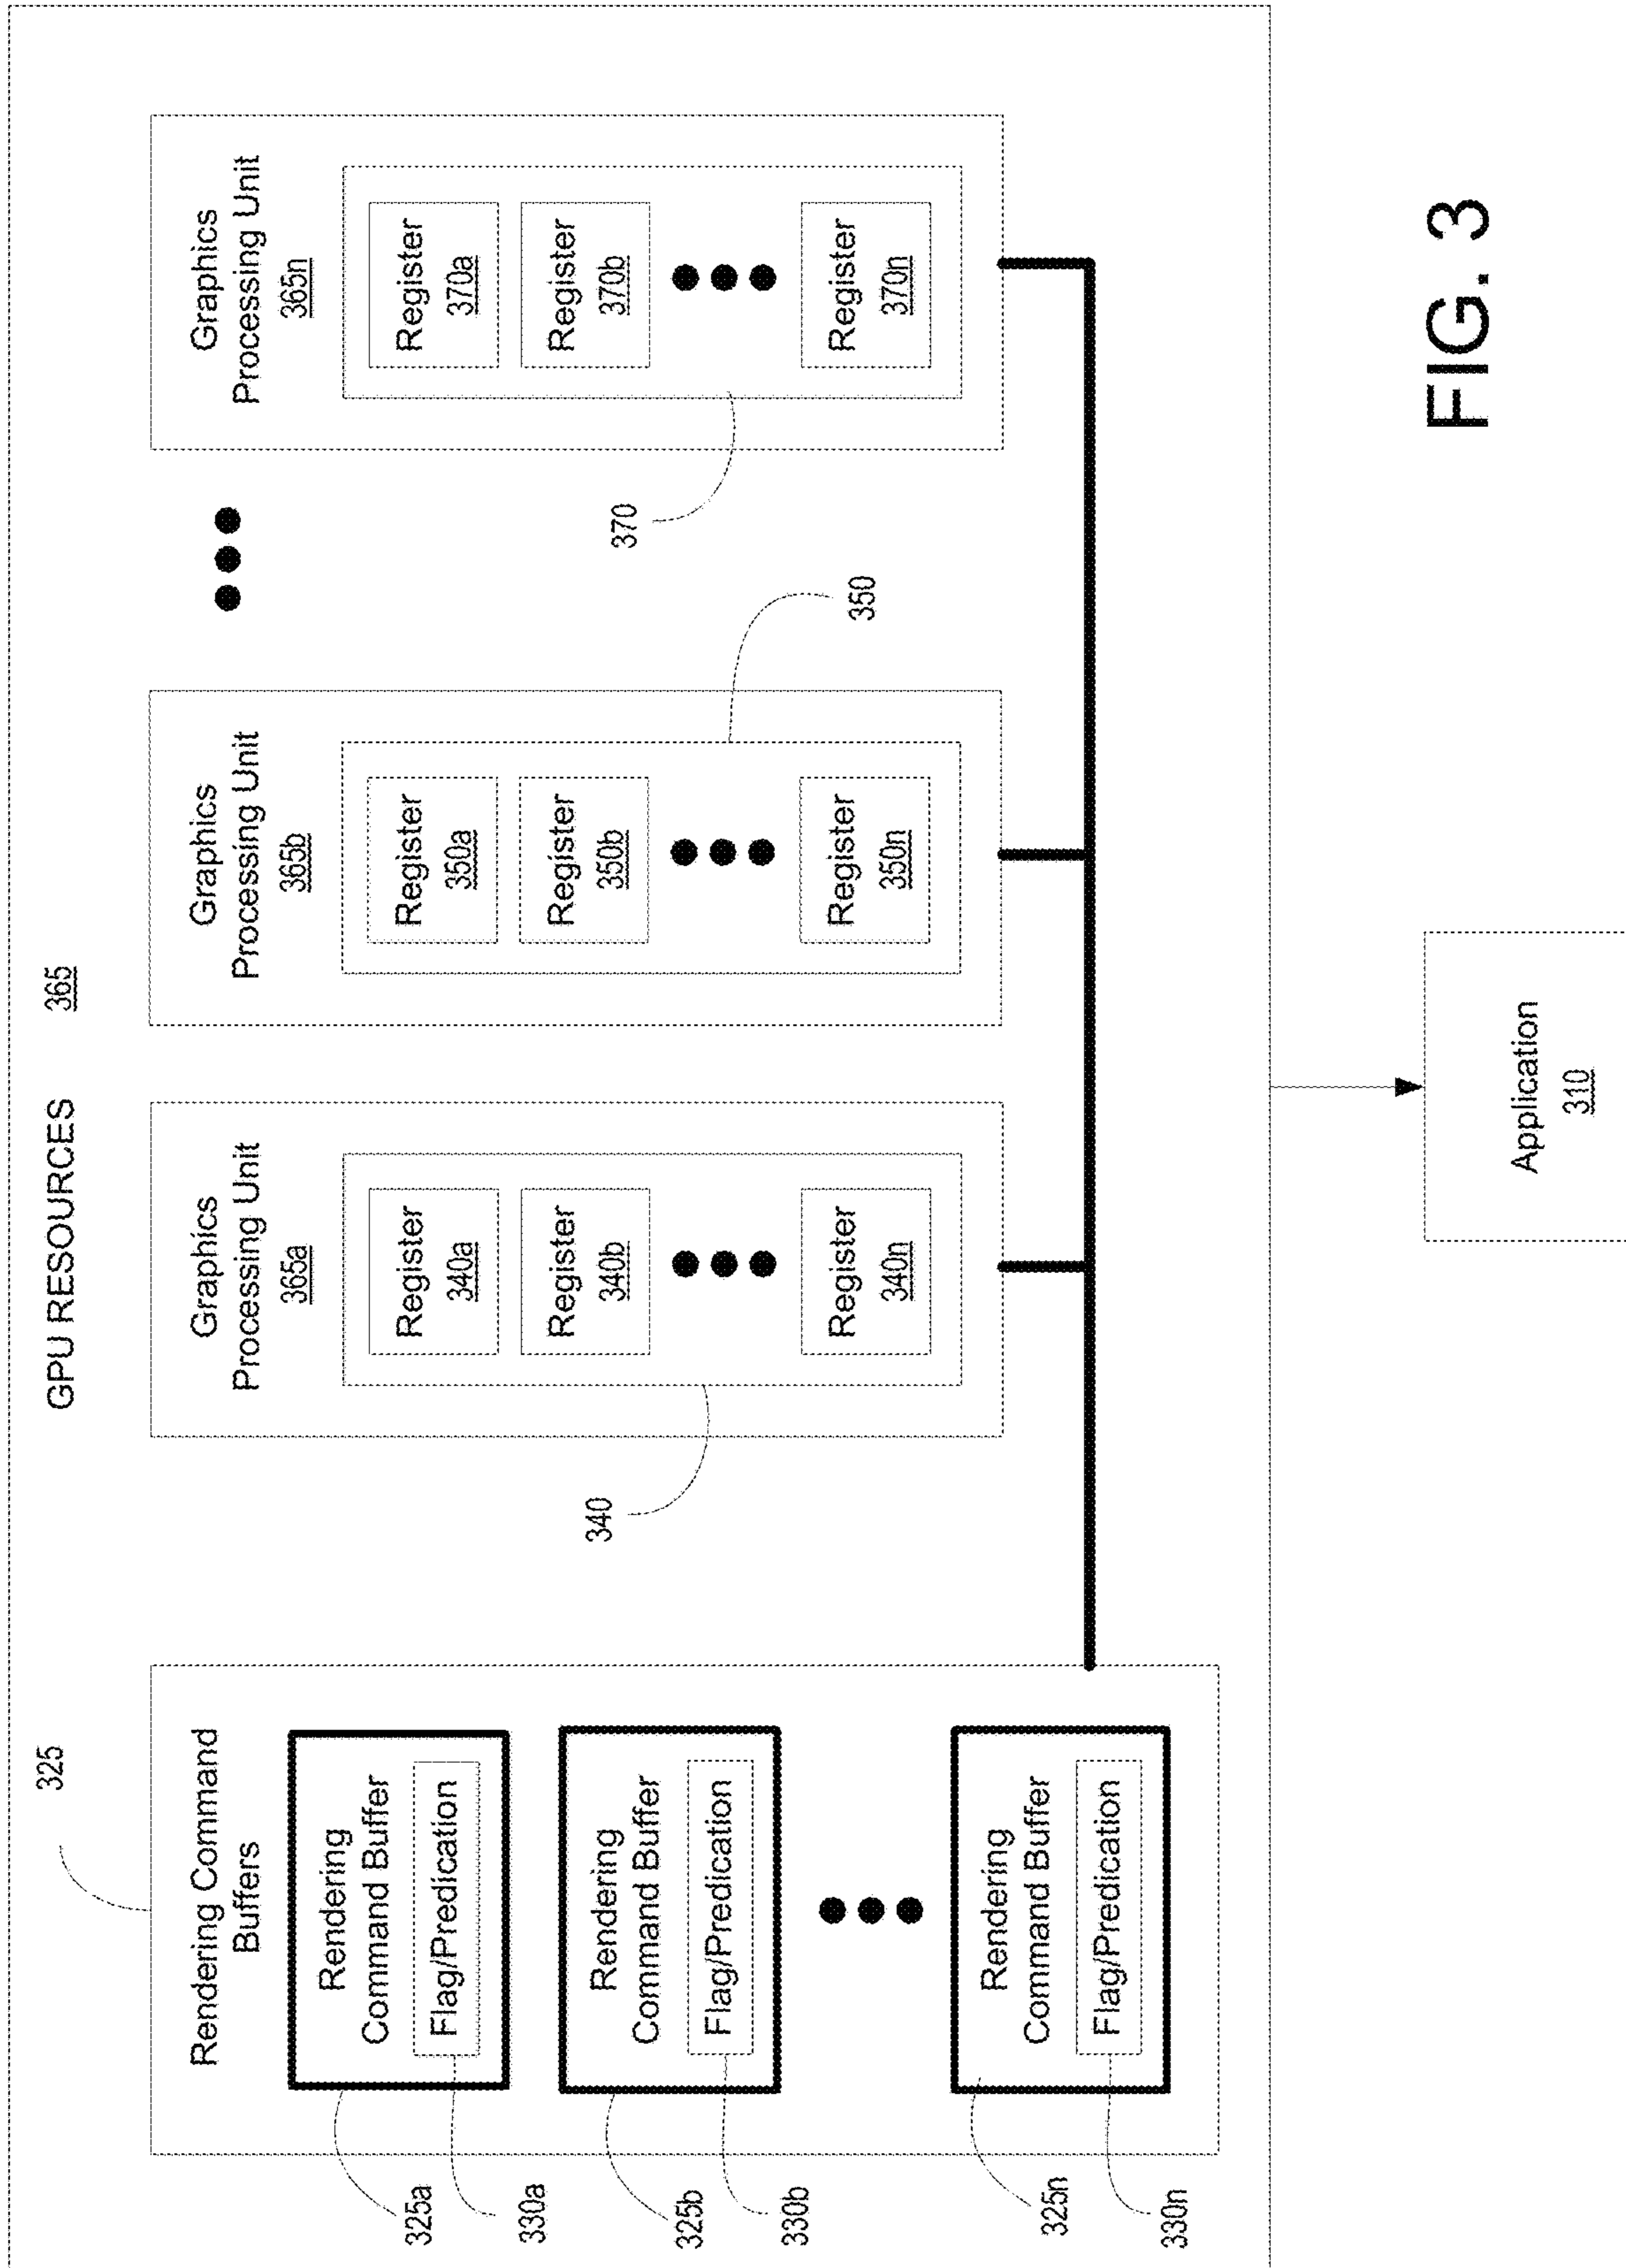 GPU RESOURCES
365
325
Rendering Command
Buffers
Rendering
Command Buffer
Flag/Predication
325a
330a
Rendering
Command Buffer
Flag/Predication
325b
330b
Rendering
Command Buffer
Flag/Predication
325n
330n
Graphics
Processing Unit
365a
Register
340a
Register
340b
Register
340n
340
Graphics
Processing Unit
365b
Register
350a
Register
350b
Register
350n
350
Graphics
Processing Unit
365n
Register
370a
Register
370b
Register
370n
370
Application
310
FIG. 3